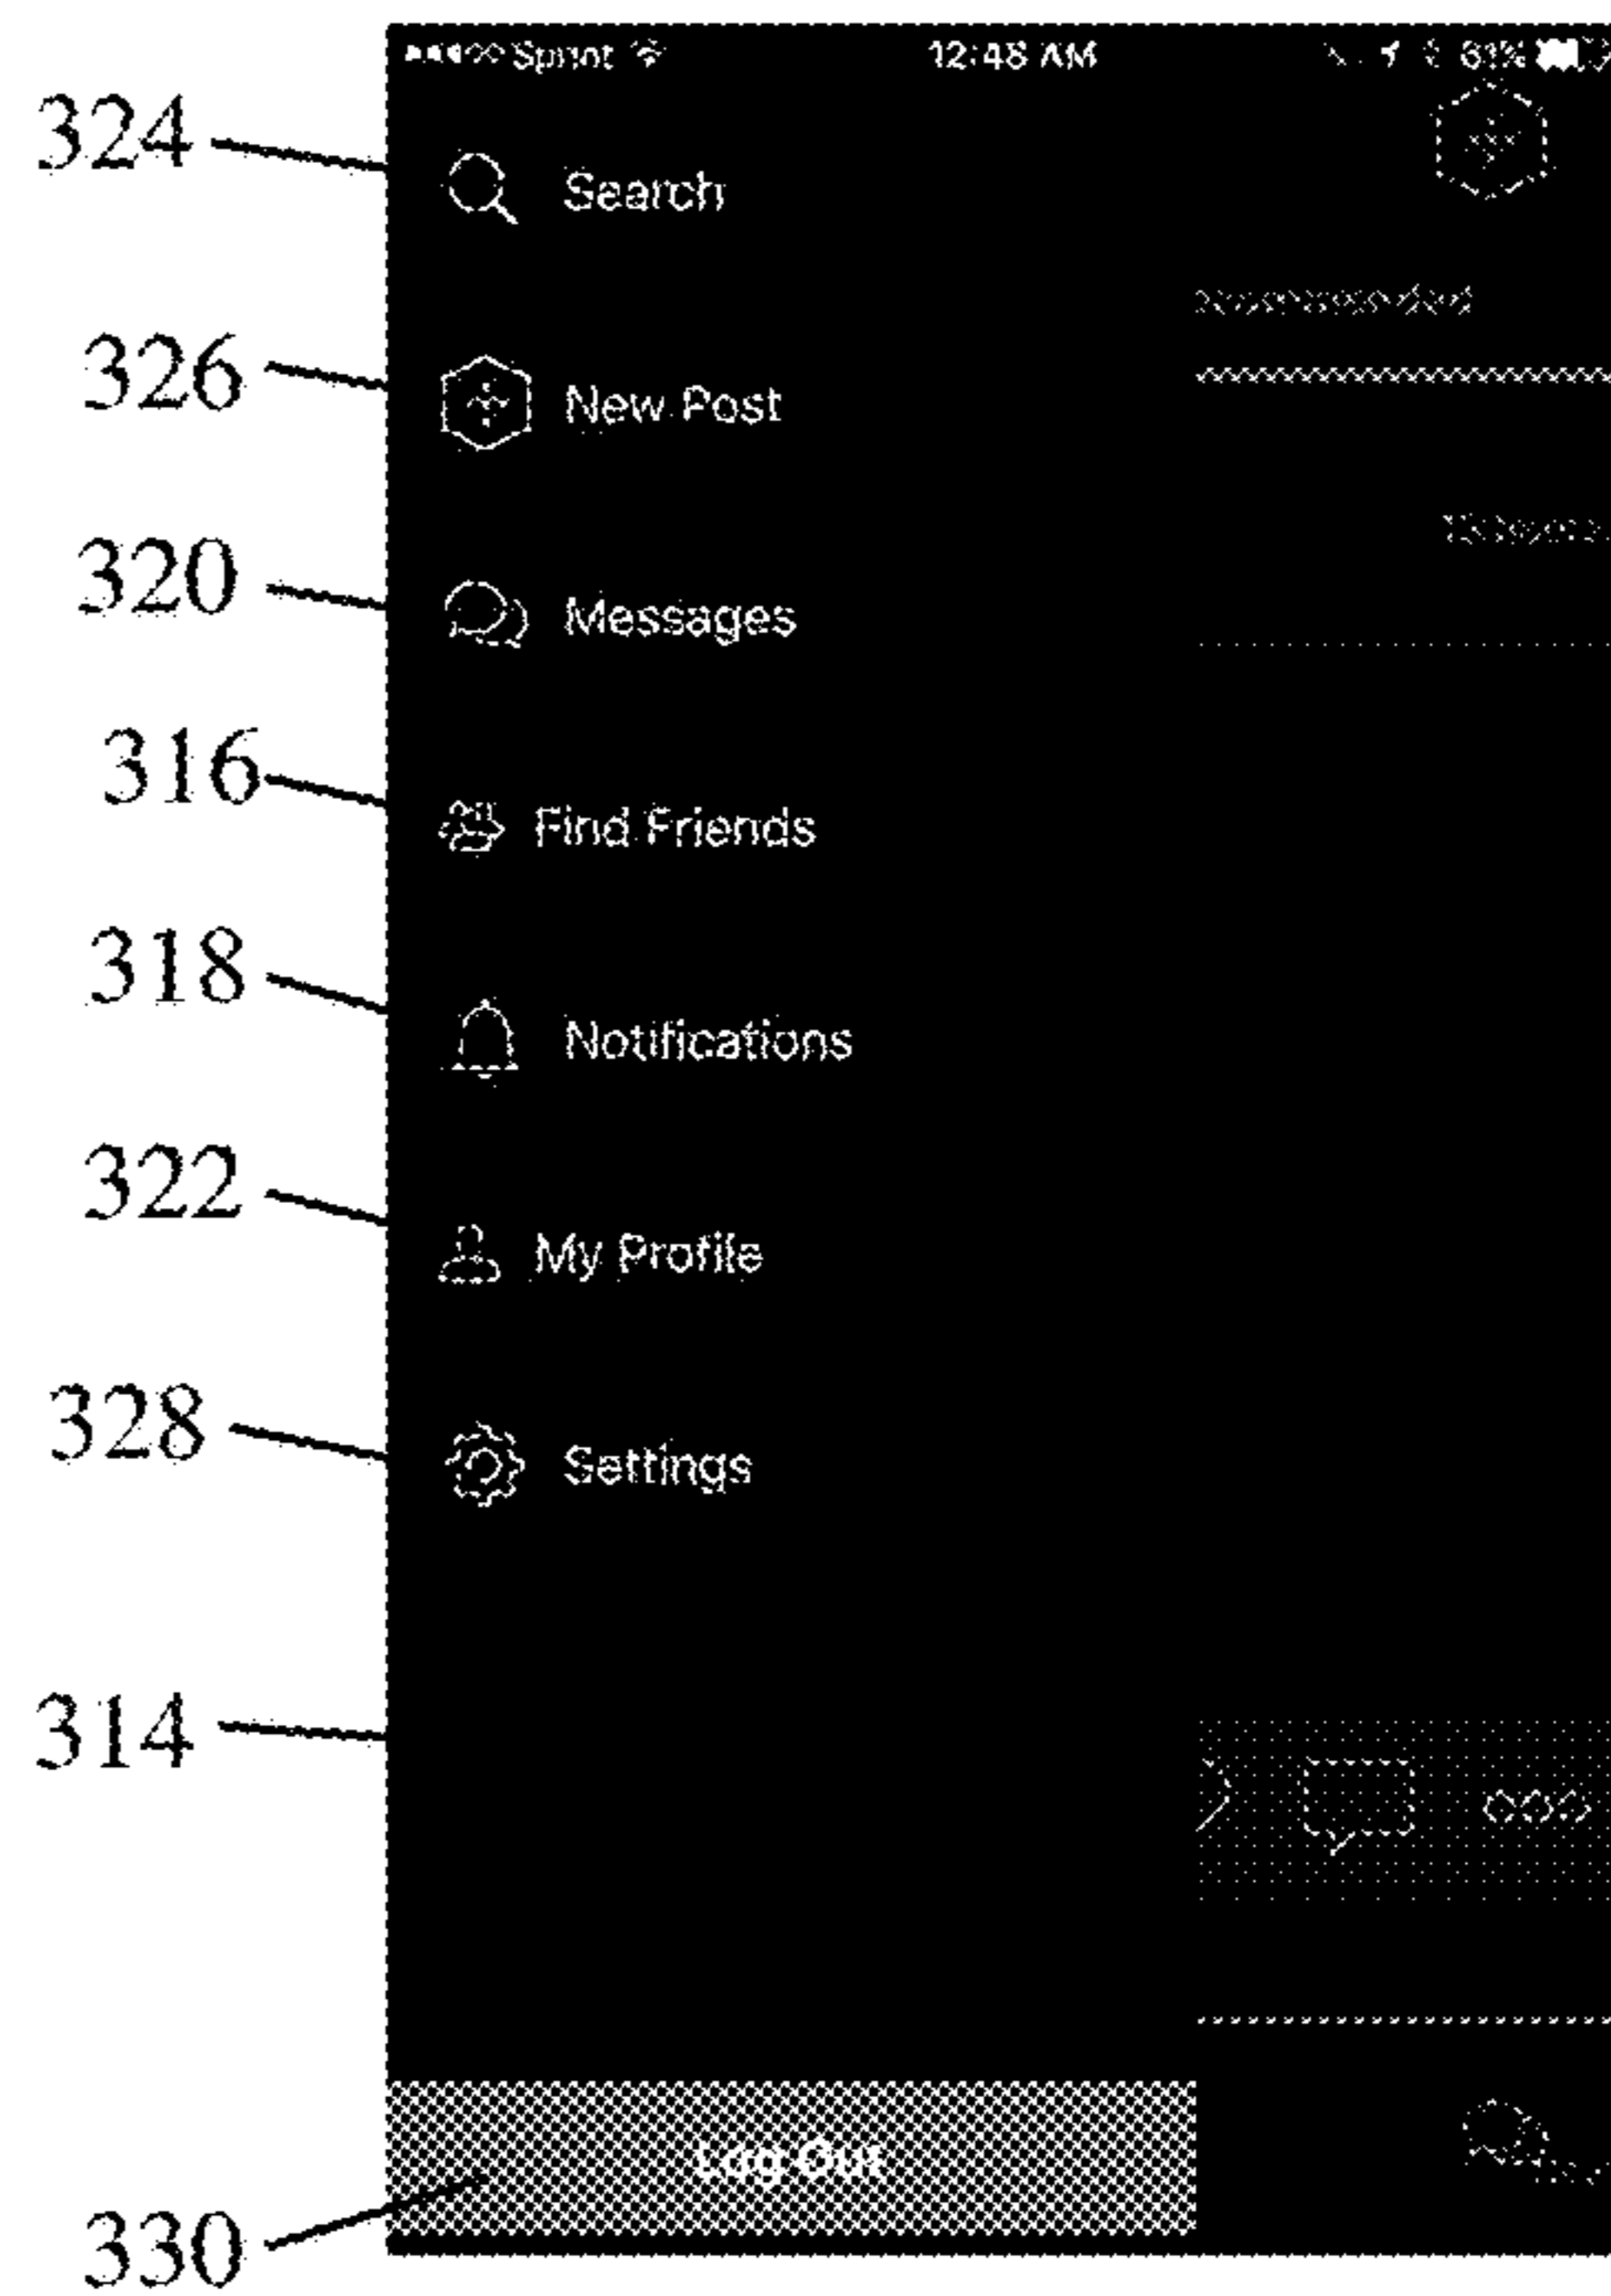 Sprint 12:48 AM 61%
324 Search
326 New Post
320 Messages
316 Find Friends
318 Notifications
322 My Profile
328 Settings
314
Log Out
330